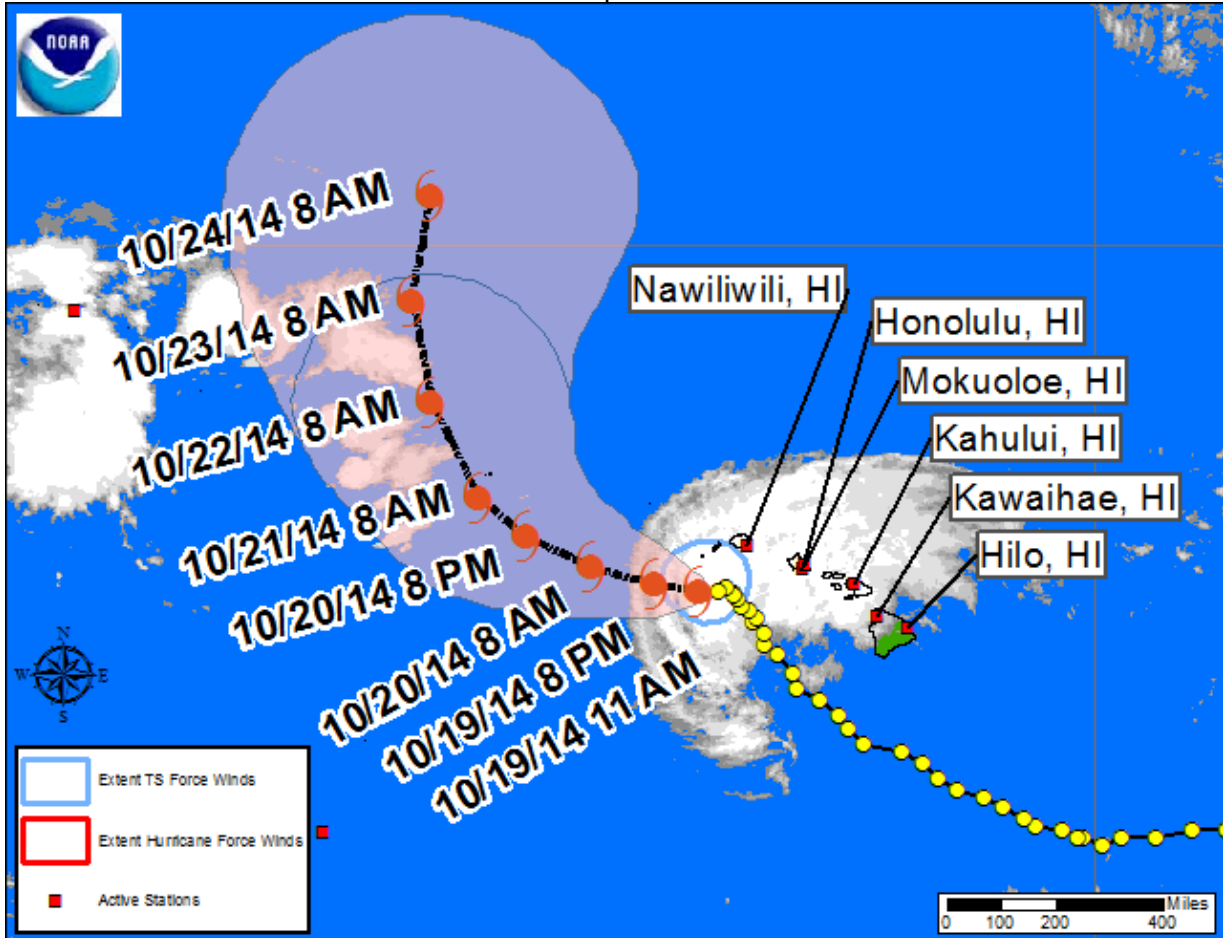 NOAA
10/24/14 8 AM
10/23/14 8 AM
10/22/14 8 AM
10/21/14 8 AM
10/20/14 8 PM
10/20/14 8 AM
10/19/14 8 PM
10/19/14 11 AM
Nawiliwili, HI
Honolulu, HI
Mokuoloe, HI
Kahului, HI
Kawaihae, HI
Hilo, HI
N
W E
S
Extent TS Force Winds
Extent Hurricane Force Winds
Active Stations
Miles
0 100 200 400